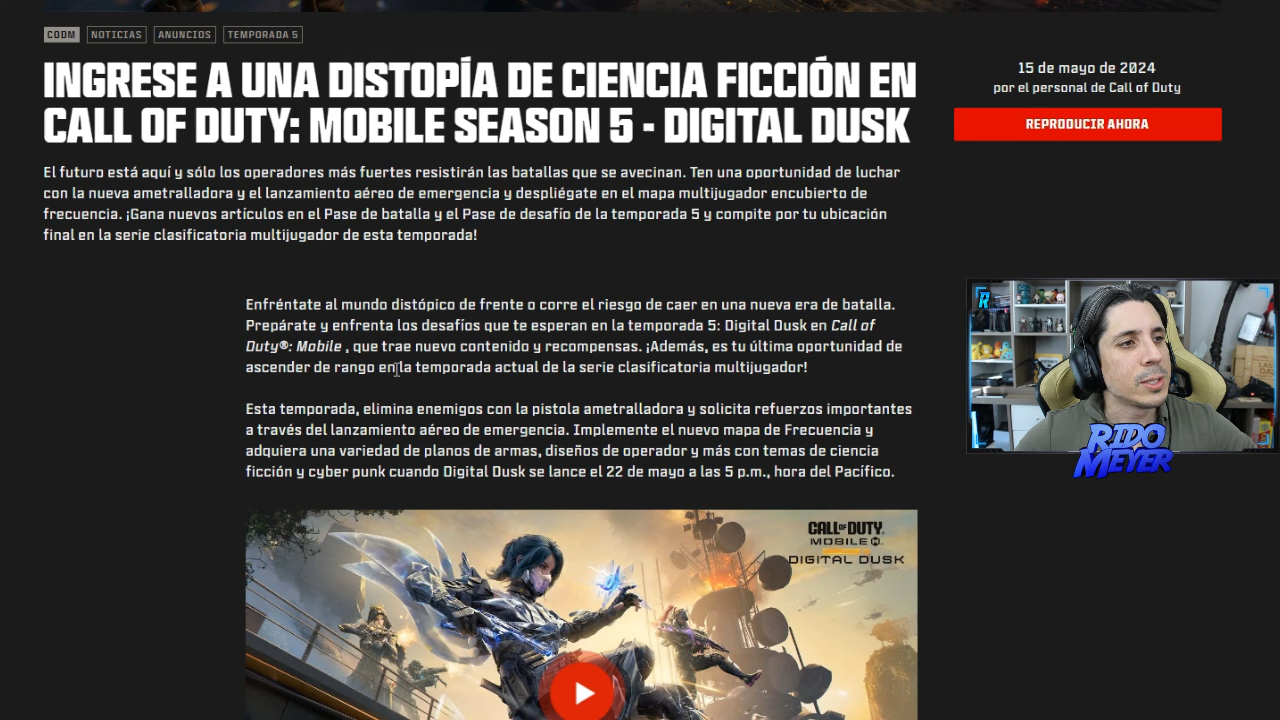 CODM NOTICIAS ANUNCIOS TEMPORADA 5
INGRESE A UNA DISTOPÍA DE CIENCIA FICCIÓN EN
CALL OF DUTY: MOBILE SEASON 5 - DIGITAL DUSK
15 de mayo de 2024
por el personal de Call of Duty
REPRODUCIR AHORA
El futuro está aquí y sólo los operadores más fuertes resistirán las batallas que se avecinan. Ten una oportunidad de luchar
con la nueva ametralladora y el lanzamiento aéreo de emergencia y despliégate en el mapa multijugador encubierto de
frecuencia. ¡Gana nuevos artículos en el Pase de batalla y el Pase de desafío de la temporada 5 y compite por tu ubicación
final en la serie clasificatoria multijugador de esta temporada!
Enfréntate al mundo distópico de frente o corre el riesgo de caer en una nueva era de batalla.
Prepárate y enfrenta los desafíos que te esperan en la temporada 5: Digital Dusk en Call of
Duty®: Mobile , que trae nuevo contenido y recompensas. ¡Además, es tu última oportunidad de
ascender de rango en la temporada actual de la serie clasificatoria multijugador!
Esta temporada, elimina enemigos con la pistola ametralladora y solicita refuerzos importantes
a través del lanzamiento aéreo de emergencia. Implemente el nuevo mapa de Frecuencia y
adquiera una variedad de planos de armas, diseños de operador y más con temas de ciencia
ficción y cyber punk cuando Digital Dusk se lance el 22 de mayo a las 5 p.m., hora del Pacífico.
CALL OF DUTY
MOBILE
DIGITAL DUSK
R
RIDO
MEYER